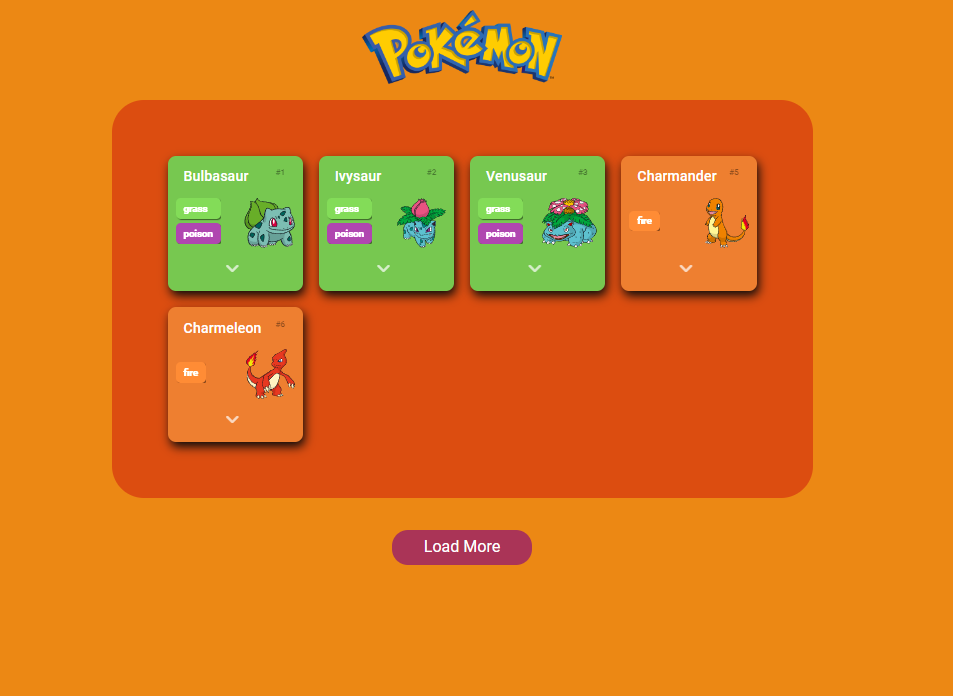 POKéMON
Bulbasaur #1
grass
poison
Ivysaur #2
grass
poison
Venusaur #3
grass
poison
Charmander #5
fire
Charmeleon #6
fire
Load More